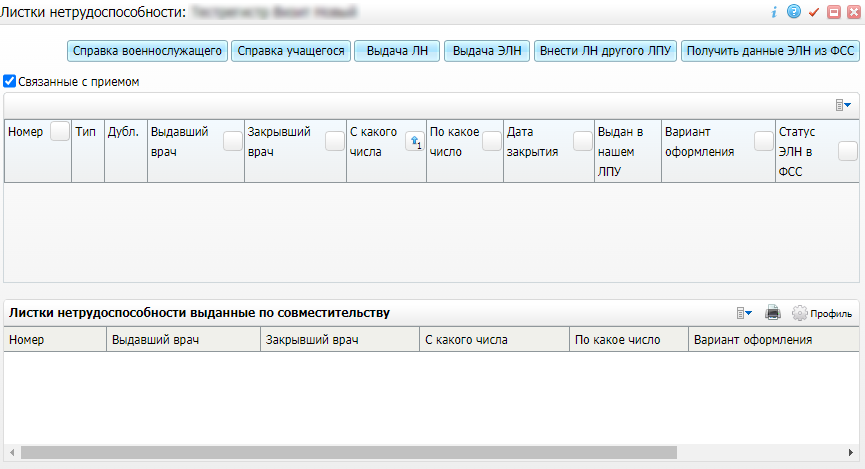 Листки нетрудоспособности:
Справка военнослужащего Справка учащегося Выдача ЛН Выдача ЭЛН Внести ЛН другого ЛПУ Получить данные ЭЛН из ФСС
Связанные с приемом
Номер Тип Дубл. Выдавший врач Закрывший врач С какого числа 1 По какое число Дата закрытия Выдан в нашем ЛПУ Вариант оформления Статус ЭЛН в ФСС
Листки нетрудоспособности выданные по совместительству Профиль
Номер Выдавший врач Закрывший врач С какого числа По какое число Вариант оформления